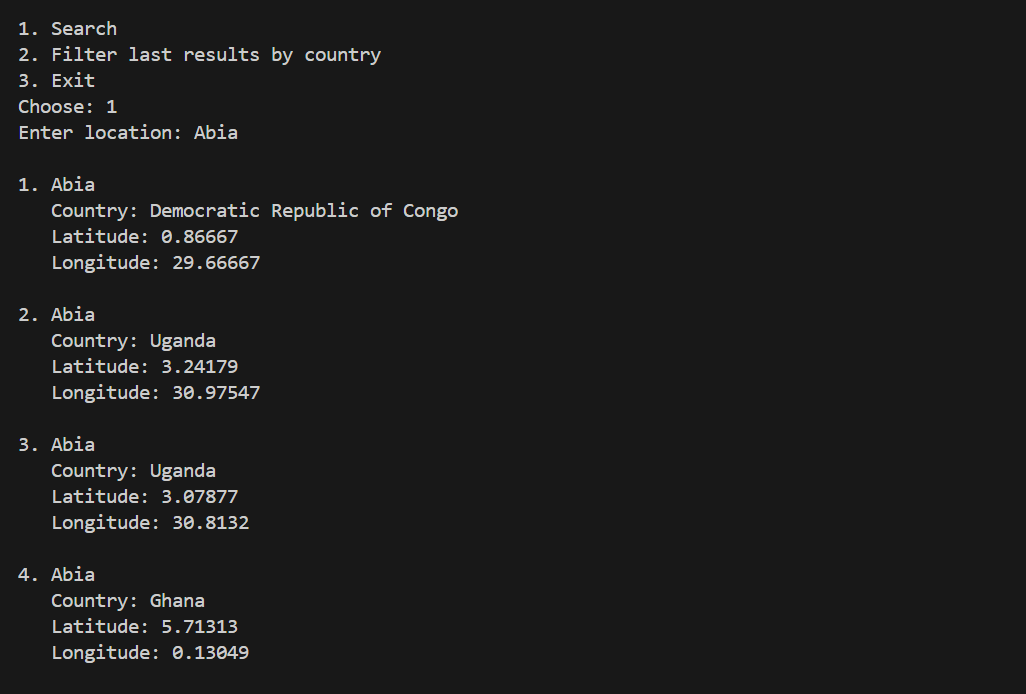 1. Search
2. Filter last results by country
3. Exit
Choose: 1
Enter location: Abia
1. Abia
Country: Democratic Republic of Congo
Latitude: 0.86667
Longitude: 29.66667
2. Abia
Country: Uganda
Latitude: 3.24179
Longitude: 30.97547
3. Abia
Country: Uganda
Latitude: 3.07877
Longitude: 30.8132
4. Abia
Country: Ghana
Latitude: 5.71313
Longitude: 0.13049